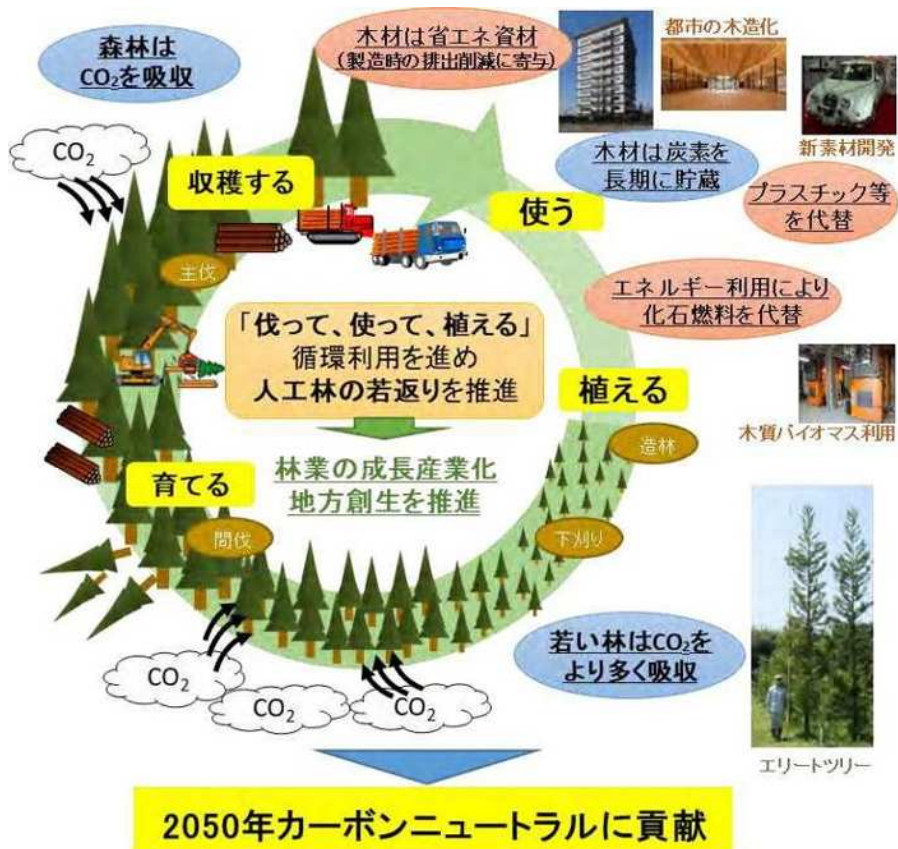 森林は
CO₂を吸収
木材は省エネ資材
(製造時の排出削減に寄与)
都市の木造化
CO₂
収穫する
木材は炭素を
長期に貯蔵
新素材開発
使う
プラスチック等
を代替
主伐
エネルギー利用により
化石燃料を代替
「伐って、使って、植える」
循環利用を進め
人工林の若返りを推進
植える
木質バイオマス利用
造林
林業の成長産業化
地方創生を推進
育てる
間伐
下刈り
若い林はCO₂を
より多く吸収
CO₂
CO₂
CO₂
エリートツリー
2050年カーボンニュートラルに貢献